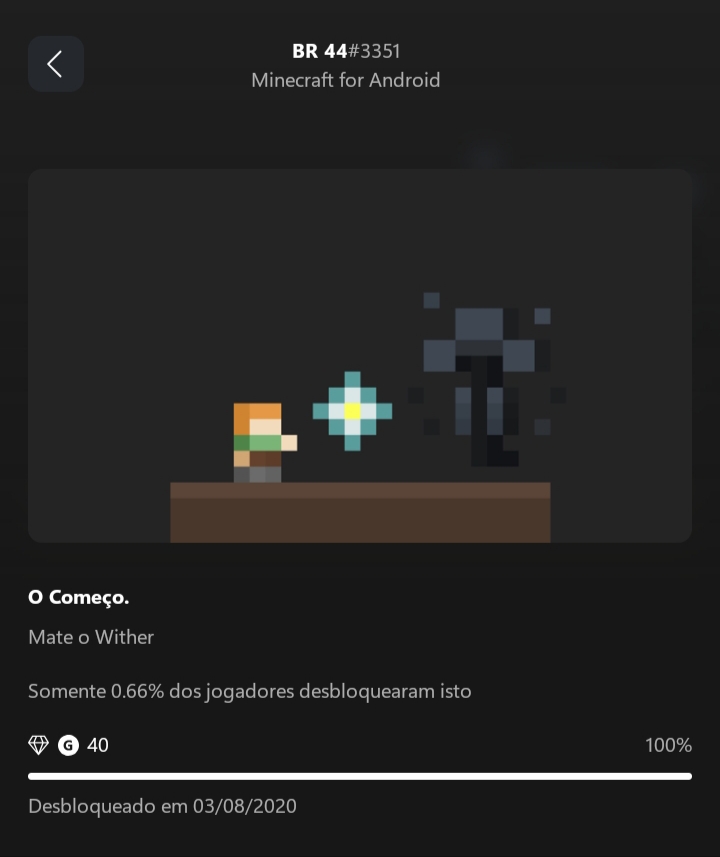 BR 44#3351
Minecraft for Android
O Começo.
Mate o Wither
Somente 0.66% dos jogadores desbloquearam isto
G 40 100%
Desbloqueado em 03/08/2020